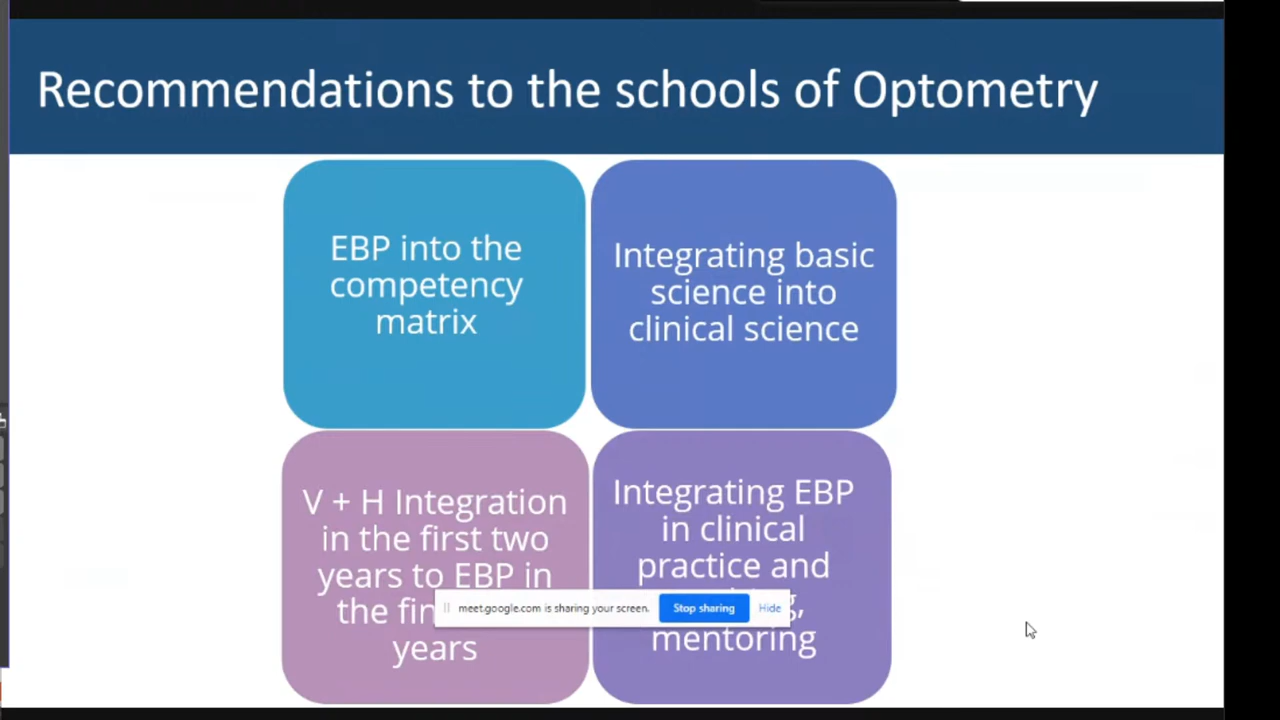 Recommendations to the schools of Optometry
EBP into the
competency
matrix
Integrating basic
science into
clinical science
V + H Integration
in the first two
years to EBP in
the
years
Integrating EBP
in clinical
practice and
mentoring
meet.google.com is sharing your screen.
Stop sharing
Hide